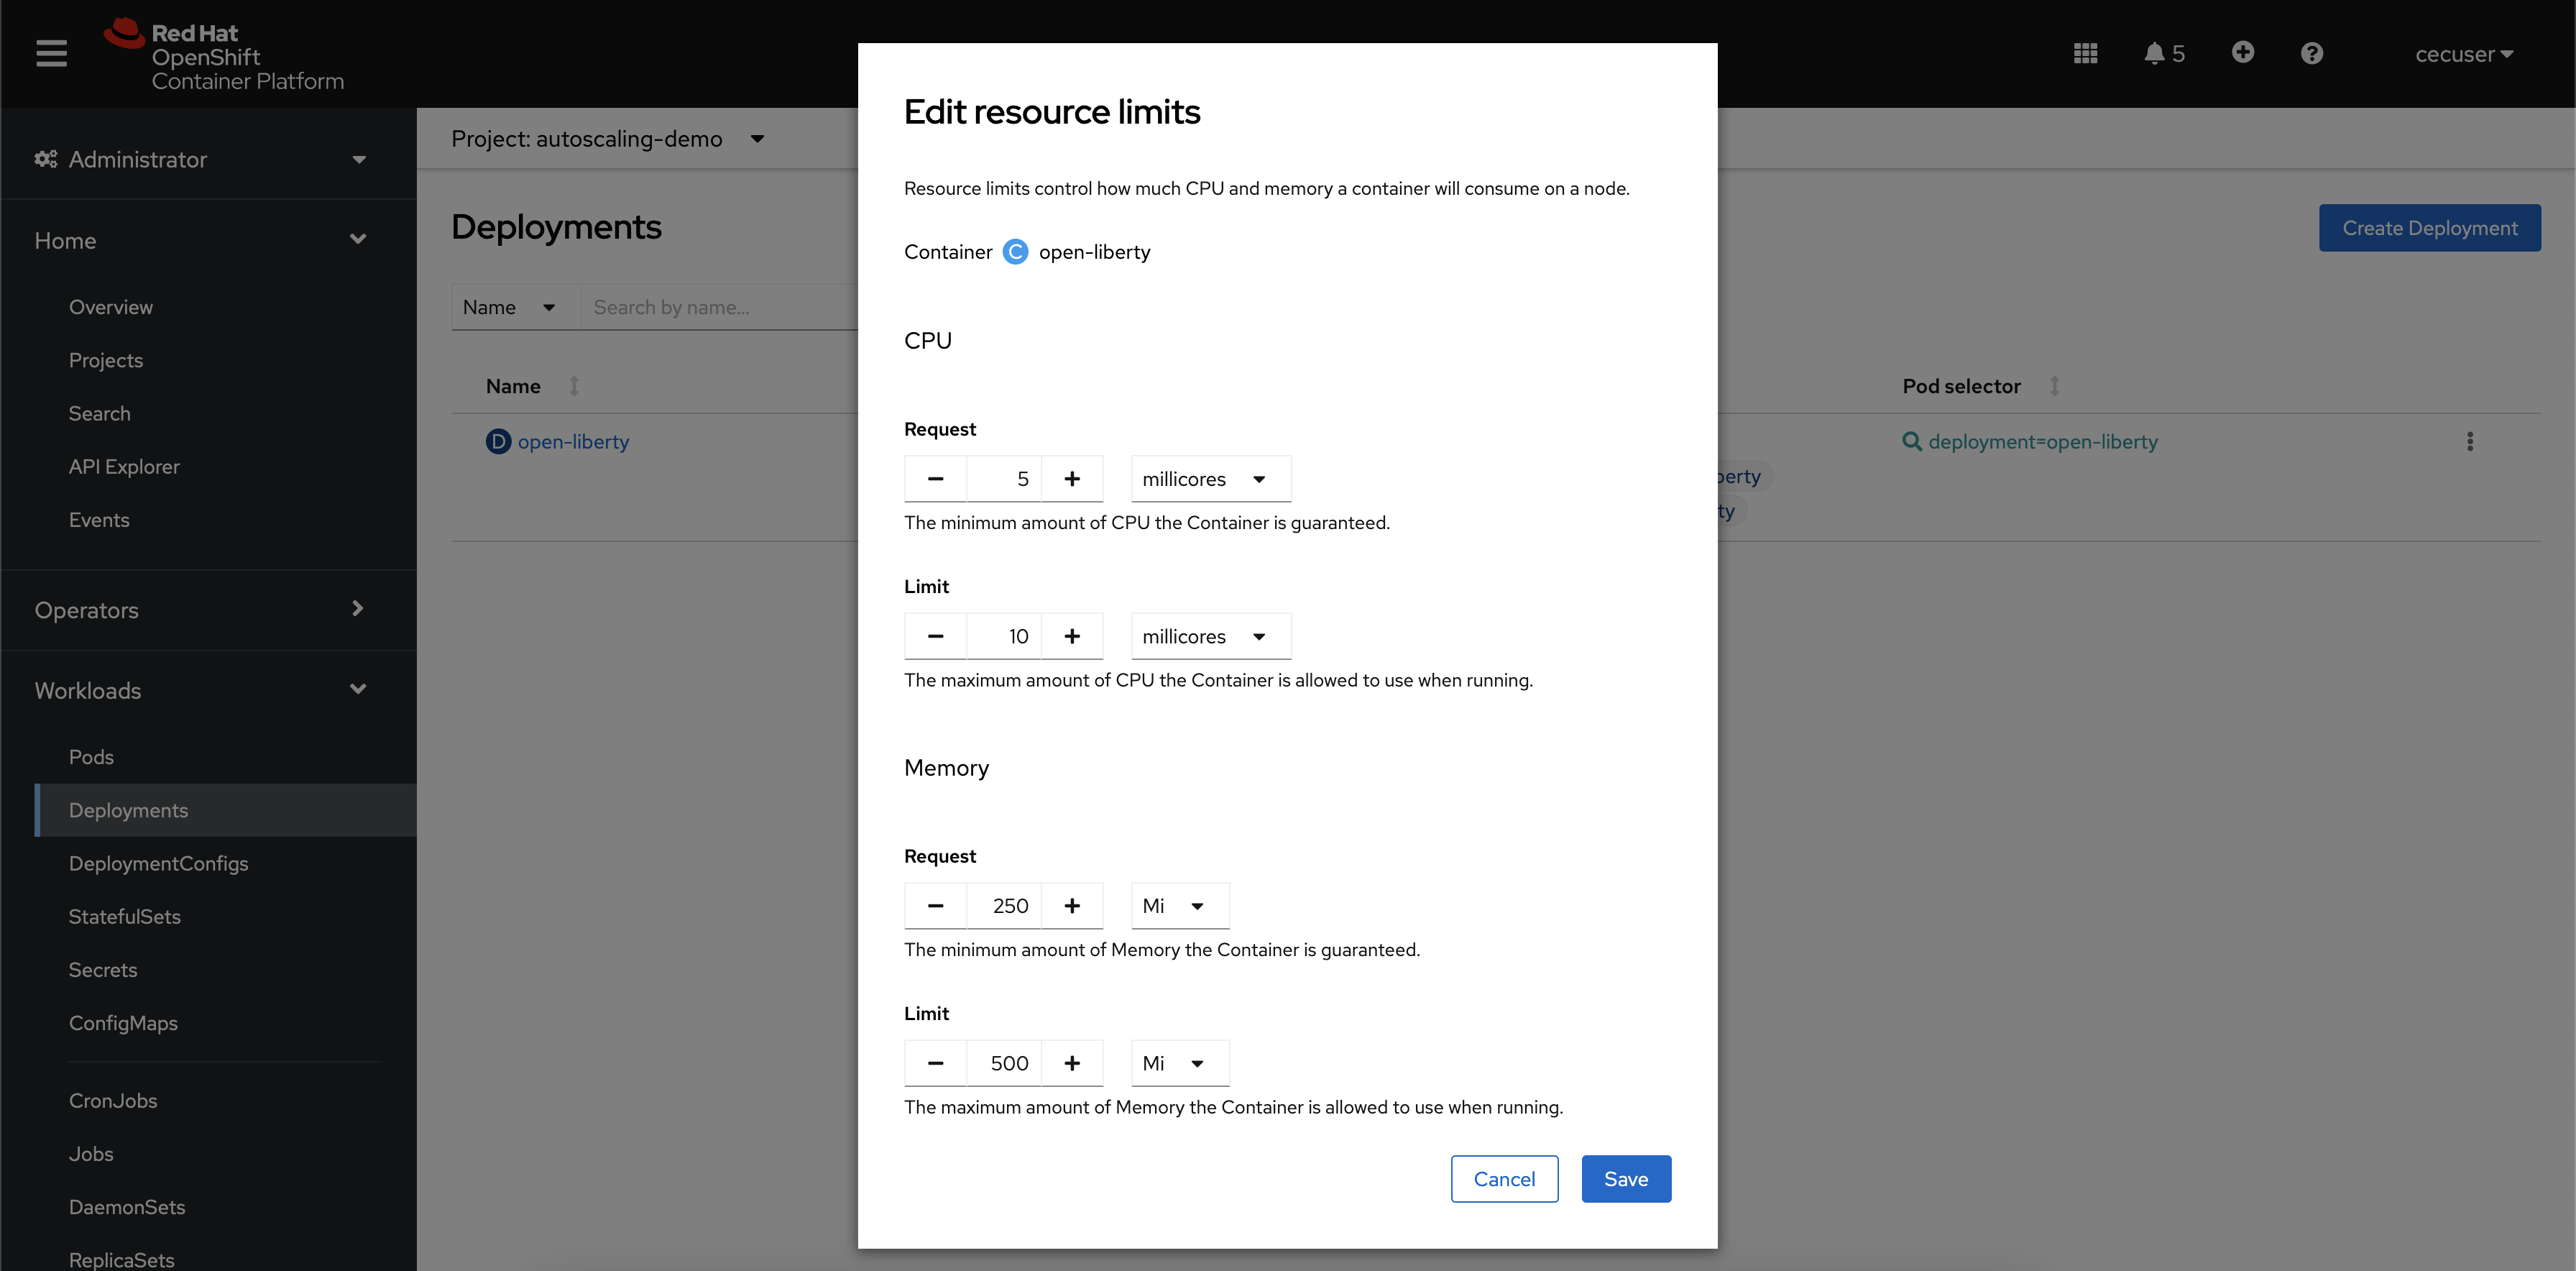 Red Hat
OpenShift
Container Platform
5
cecuser
Administrator
Home
Overview
Projects
Search
API Explorer
Events
Operators
Workloads
Pods
Deployments
DeploymentConfigs
StatefulSets
Secrets
ConfigMaps
CronJobs
Jobs
DaemonSets
ReplicaSets
Project: autoscaling-demo
Deployments
Create Deployment
Name
Search by name...
Name
Pod selector
D open-liberty
berty
ty
deployment=open-liberty
Edit resource limits
Resource limits control how much CPU and memory a container will consume on a node.
Container C open-liberty
CPU
Request
5 millicores
The minimum amount of CPU the Container is guaranteed.
Limit
10 millicores
The maximum amount of CPU the Container is allowed to use when running.
Memory
Request
250 Mi
The minimum amount of Memory the Container is guaranteed.
Limit
500 Mi
The maximum amount of Memory the Container is allowed to use when running.
Cancel
Save